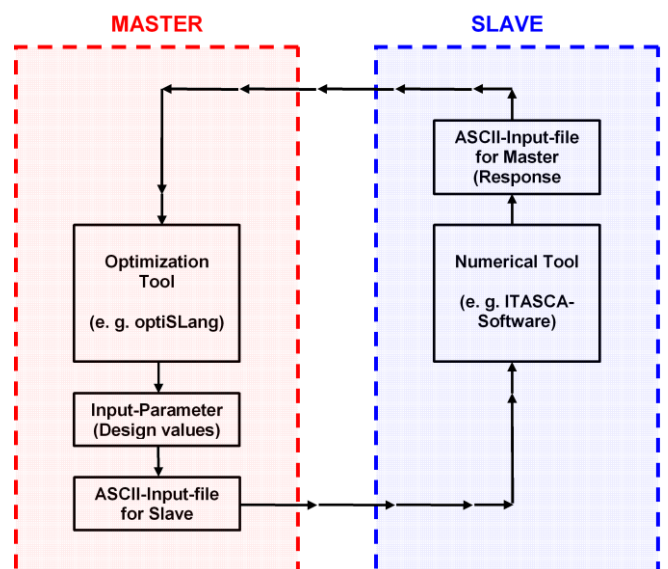 MASTER
SLAVE
ASCII-Input-file
for Master
(Response
Optimization
Tool
(e. g. optiSLang)
Numerical Tool
(e. g. ITASCA-
Software)
Input-Parameter
(Design values)
ASCII-Input-file
for Slave